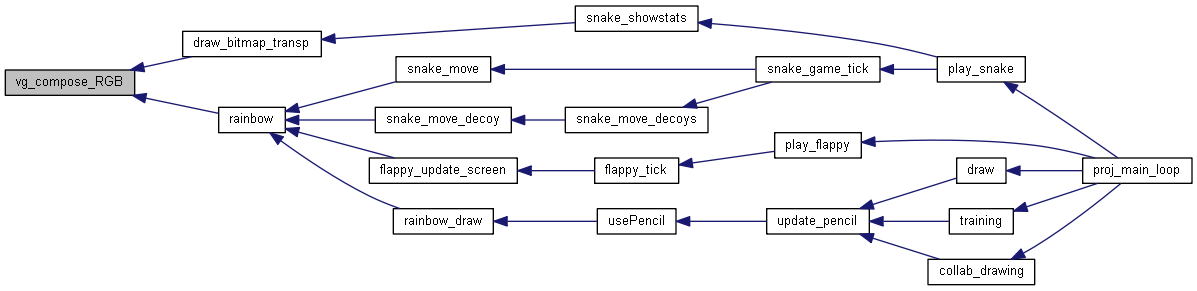 vg_compose_RGB
draw_bitmap_transp
snake_showstats
play_snake
proj_main_loop
rainbow
snake_move
snake_game_tick
snake_move_decoy
snake_move_decoys
flappy_update_screen
flappy_tick
play_flappy
rainbow_draw
usePencil
update_pencil
draw
training
collab_drawing